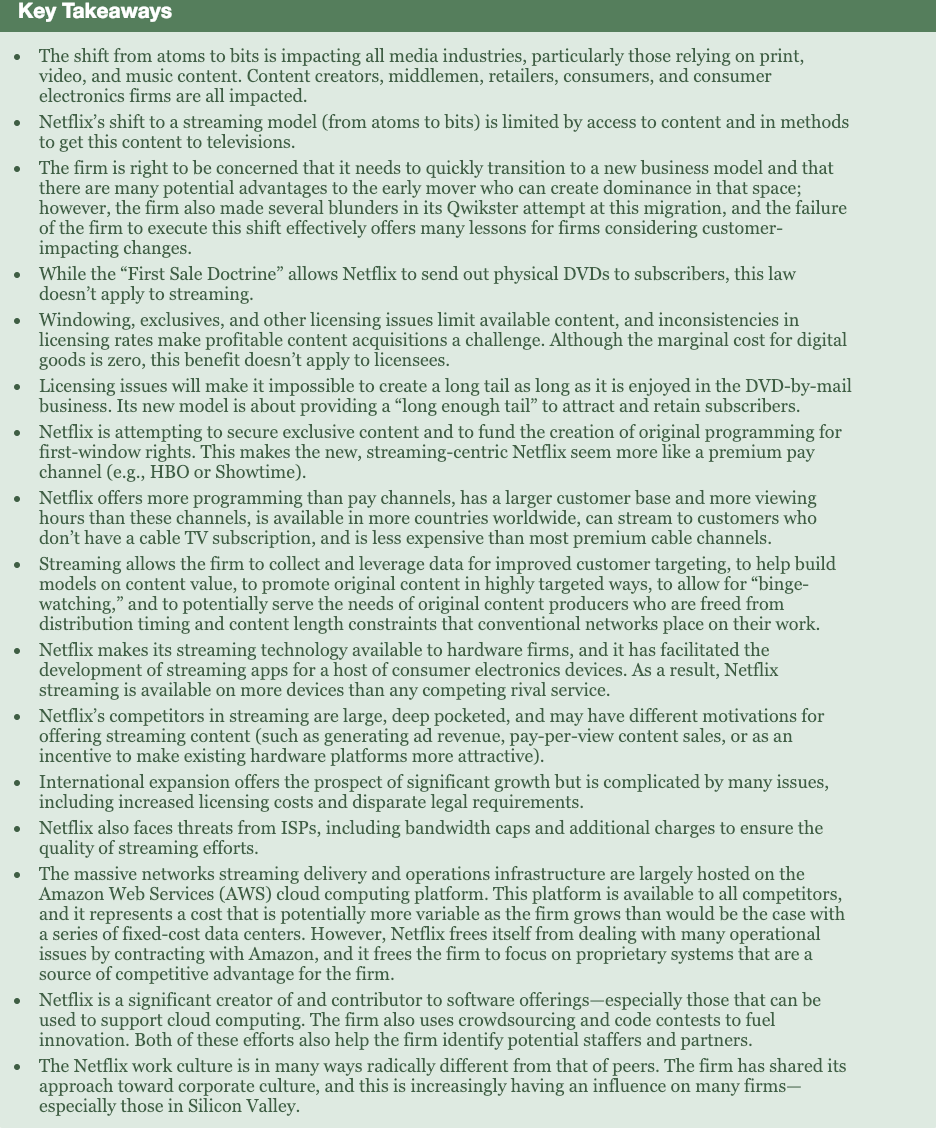 Key Takeaways
• The shift from atoms to bits is impacting all media industries, particularly those relying on print,
video, and music content. Content creators, middlemen, retailers, consumers, and consumer
electronics firms are all impacted.
• Netflix’s shift to a streaming model (from atoms to bits) is limited by access to content and in methods
to get this content to televisions.
• The firm is right to be concerned that it needs to quickly transition to a new business model and that
there are many potential advantages to the early mover who can create dominance in that space;
however, the firm also made several blunders in its Qwikster attempt at this migration, and the failure
of the firm to execute this shift effectively offers many lessons for firms considering customer-
impacting changes.
• While the “First Sale Doctrine” allows Netflix to send out physical DVDs to subscribers, this law
doesn’t apply to streaming.
• Windowing, exclusives, and other licensing issues limit available content, and inconsistencies in
licensing rates make profitable content acquisitions a challenge. Although the marginal cost for digital
goods is zero, this benefit doesn’t apply to licensees.
• Licensing issues will make it impossible to create a long tail as long as it is enjoyed in the DVD-by-mail
business. Its new model is about providing a “long enough tail” to attract and retain subscribers.
• Netflix is attempting to secure exclusive content and to fund the creation of original programming for
first-window rights. This makes the new, streaming-centric Netflix seem more like a premium pay
channel (e.g., HBO or Showtime).
• Netflix offers more programming than pay channels, has a larger customer base and more viewing
hours than these channels, is available in more countries worldwide, can stream to customers who
don’t have a cable TV subscription, and is less expensive than most premium cable channels.
• Streaming allows the firm to collect and leverage data for improved customer targeting, to help build
models on content value, to promote original content in highly targeted ways, to allow for “binge-
watching,” and to potentially serve the needs of original content producers who are freed from
distribution timing and content length constraints that conventional networks place on their work.
• Netflix makes its streaming technology available to hardware firms, and it has facilitated the
development of streaming apps for a host of consumer electronics devices. As a result, Netflix
streaming is available on more devices than any competing rival service.
• Netflix’s competitors in streaming are large, deep pocketed, and may have different motivations for
offering streaming content (such as generating ad revenue, pay-per-view content sales, or as an
incentive to make existing hardware platforms more attractive).
• International expansion offers the prospect of significant growth but is complicated by many issues,
including increased licensing costs and disparate legal requirements.
• Netflix also faces threats from ISPs, including bandwidth caps and additional charges to ensure the
quality of streaming efforts.
• The massive networks streaming delivery and operations infrastructure are largely hosted on the
Amazon Web Services (AWS) cloud computing platform. This platform is available to all competitors,
and it represents a cost that is potentially more variable as the firm grows than would be the case with
a series of fixed-cost data centers. However, Netflix frees itself from dealing with many operational
issues by contracting with Amazon, and it frees the firm to focus on proprietary systems that are a
source of competitive advantage for the firm.
• Netflix is a significant creator of and contributor to software offerings—especially those that can be
used to support cloud computing. The firm also uses crowdsourcing and code contests to fuel
innovation. Both of these efforts also help the firm identify potential staffers and partners.
• The Netflix work culture is in many ways radically different from that of peers. The firm has shared its
approach toward corporate culture, and this is increasingly having an influence on many firms—
especially those in Silicon Valley.